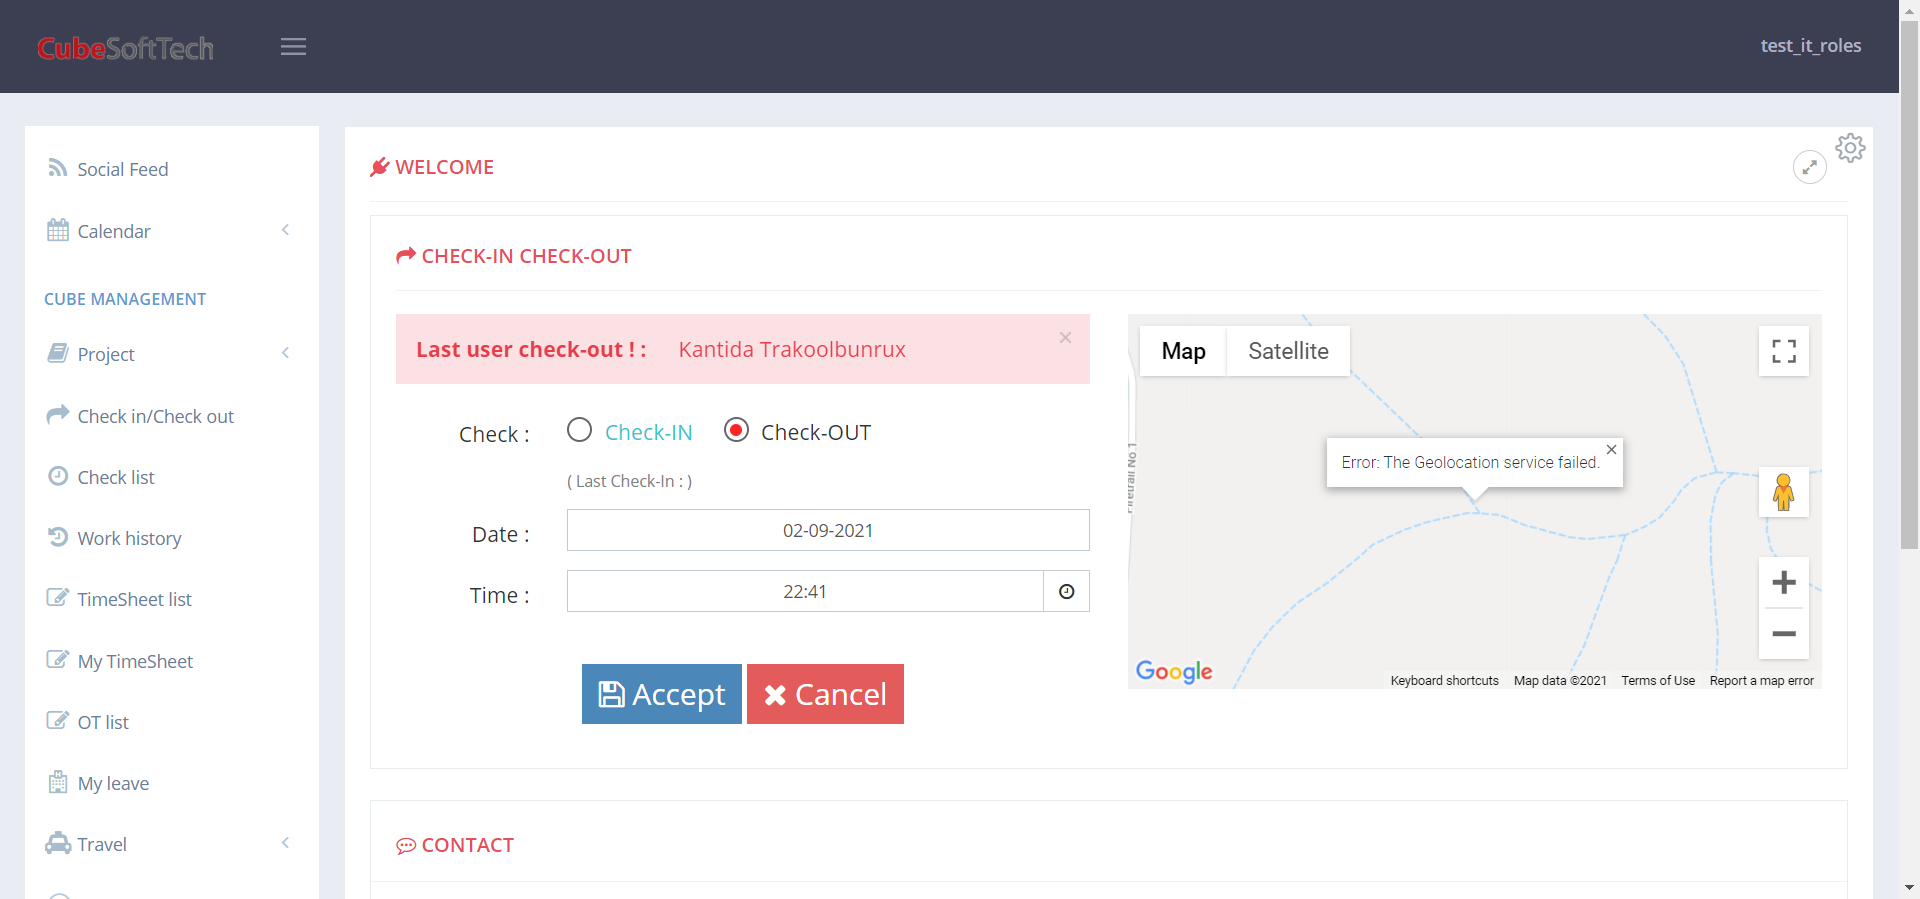 CubeSoftTech
test_it_roles
Social Feed
Calendar
CUBE MANAGEMENT
Project
Check in/Check out
Check list
Work history
TimeSheet list
My TimeSheet
OT list
My leave
Travel
WELCOME
CHECK-IN CHECK-OUT
Last user check-out ! : Kantida Trakoolbunrux
×
Check : Check-IN Check-OUT
( Last Check-In : )
Date : 02-09-2021
Time : 22:41
Accept Cancel
Map Satellite
Firetrail No 1
Error: The Geolocation service failed.
Google
Keyboard shortcuts Map data ©2021 Terms of Use Report a map error
CONTACT